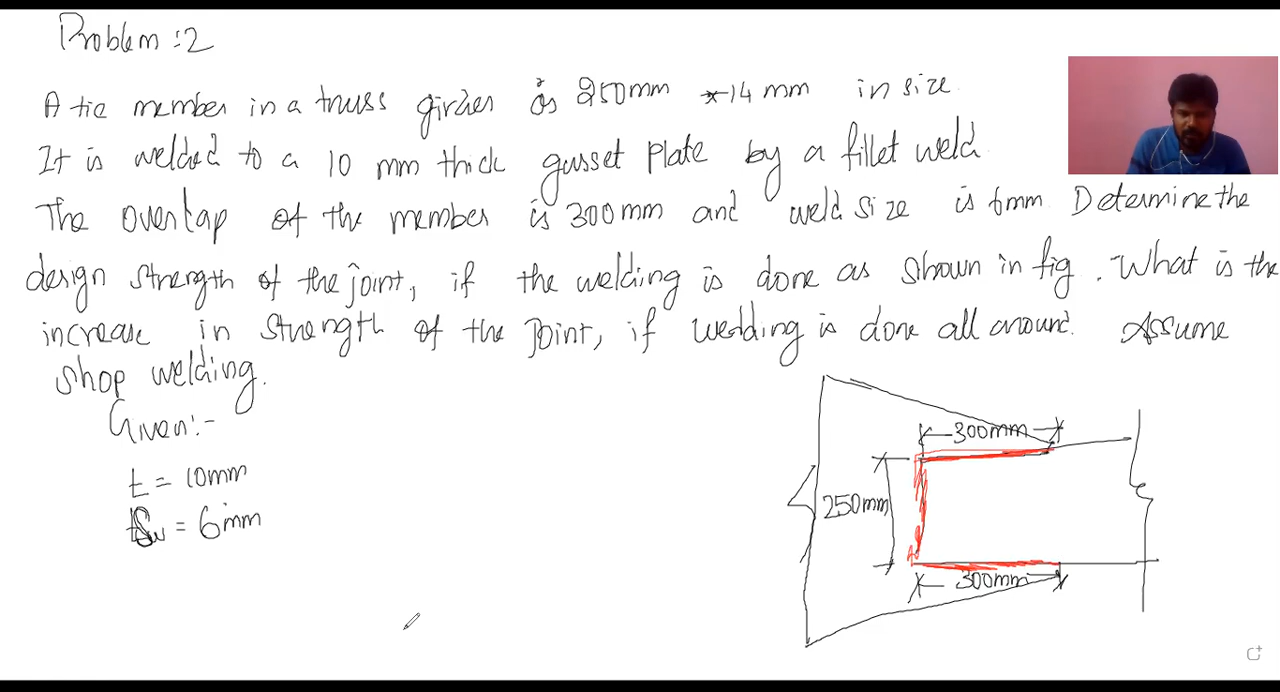 Problem :2
A tie member in a truss girder is 250mm × 14 mm in size.
It is welded to a 10 mm thick gusset plate by a fillet weld
The overlap of the member is 300mm and weld size is 6mm. Determine the
design strength of the joint, if the welding is done as shown in fig. What is the
increase in strength of the joint, if welding is done all around. Assume
shop welding.
Given:-
t = 10mm
Sw = 6mm
300mm
250mm
300mm